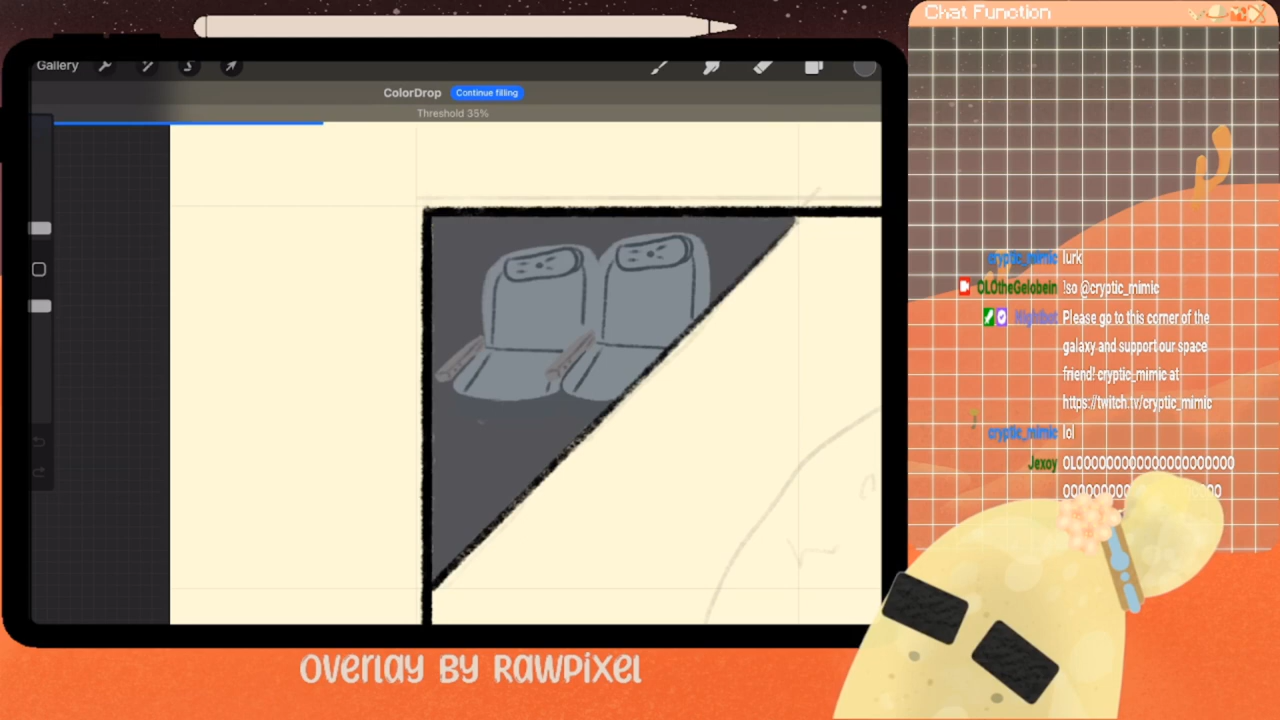 Chat Function
Gallery
ColorDrop Continue filling
Threshold 35%
cryptic_mimic lurk
OLOtheGelobein !so @cryptic_mimic
Nightbot Please go to this corner of the
galaxy and support our space
friend! cryptic_mimic at
https://twitch.tv/cryptic_mimic
cryptic_mimic lol
Jexoy
Overlay by Rawpixel